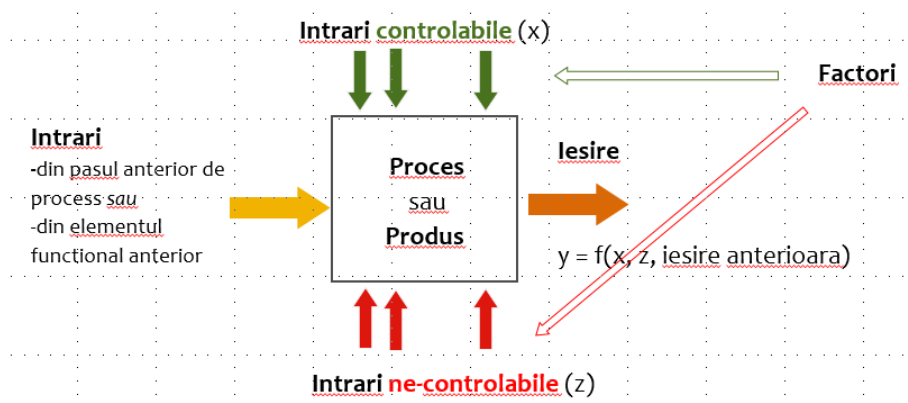 Intrari controlabile (x)
Factori
Intrari
-din pasul anterior de
process sau
-din elementul
functional anterior
Proces
sau
Produs
Iesire
y = f(x, z, iesire anterioara)
Intrari ne-controlabile (z)